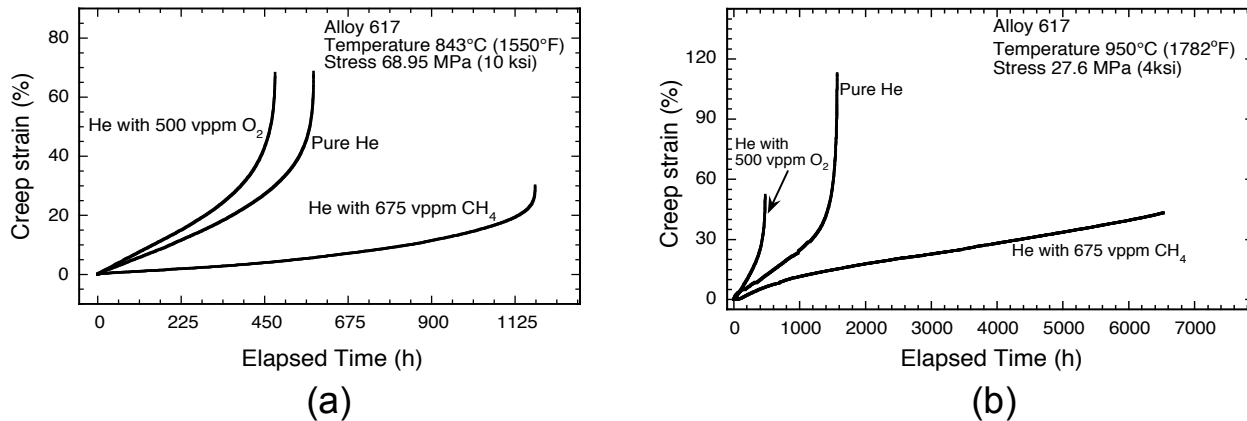 Alloy 617
Temperature 843°C (1550°F)
Stress 68.95 MPa (10 ksi)
He with 500 vppm O2
Pure He
He with 675 vppm CH4
Creep strain (%)
80
60
40
20
0
0 225 450 675 900 1125
Elapsed Time (h)
(a)
Alloy 617
Temperature 950°C (1782°F)
Stress 27.6 MPa (4ksi)
Pure He
He with
500 vppm O2
He with 675 vppm CH4
Creep strain (%)
120
90
60
30
0
0 1000 2000 3000 4000 5000 6000 7000
Elapsed Time (h)
(b)